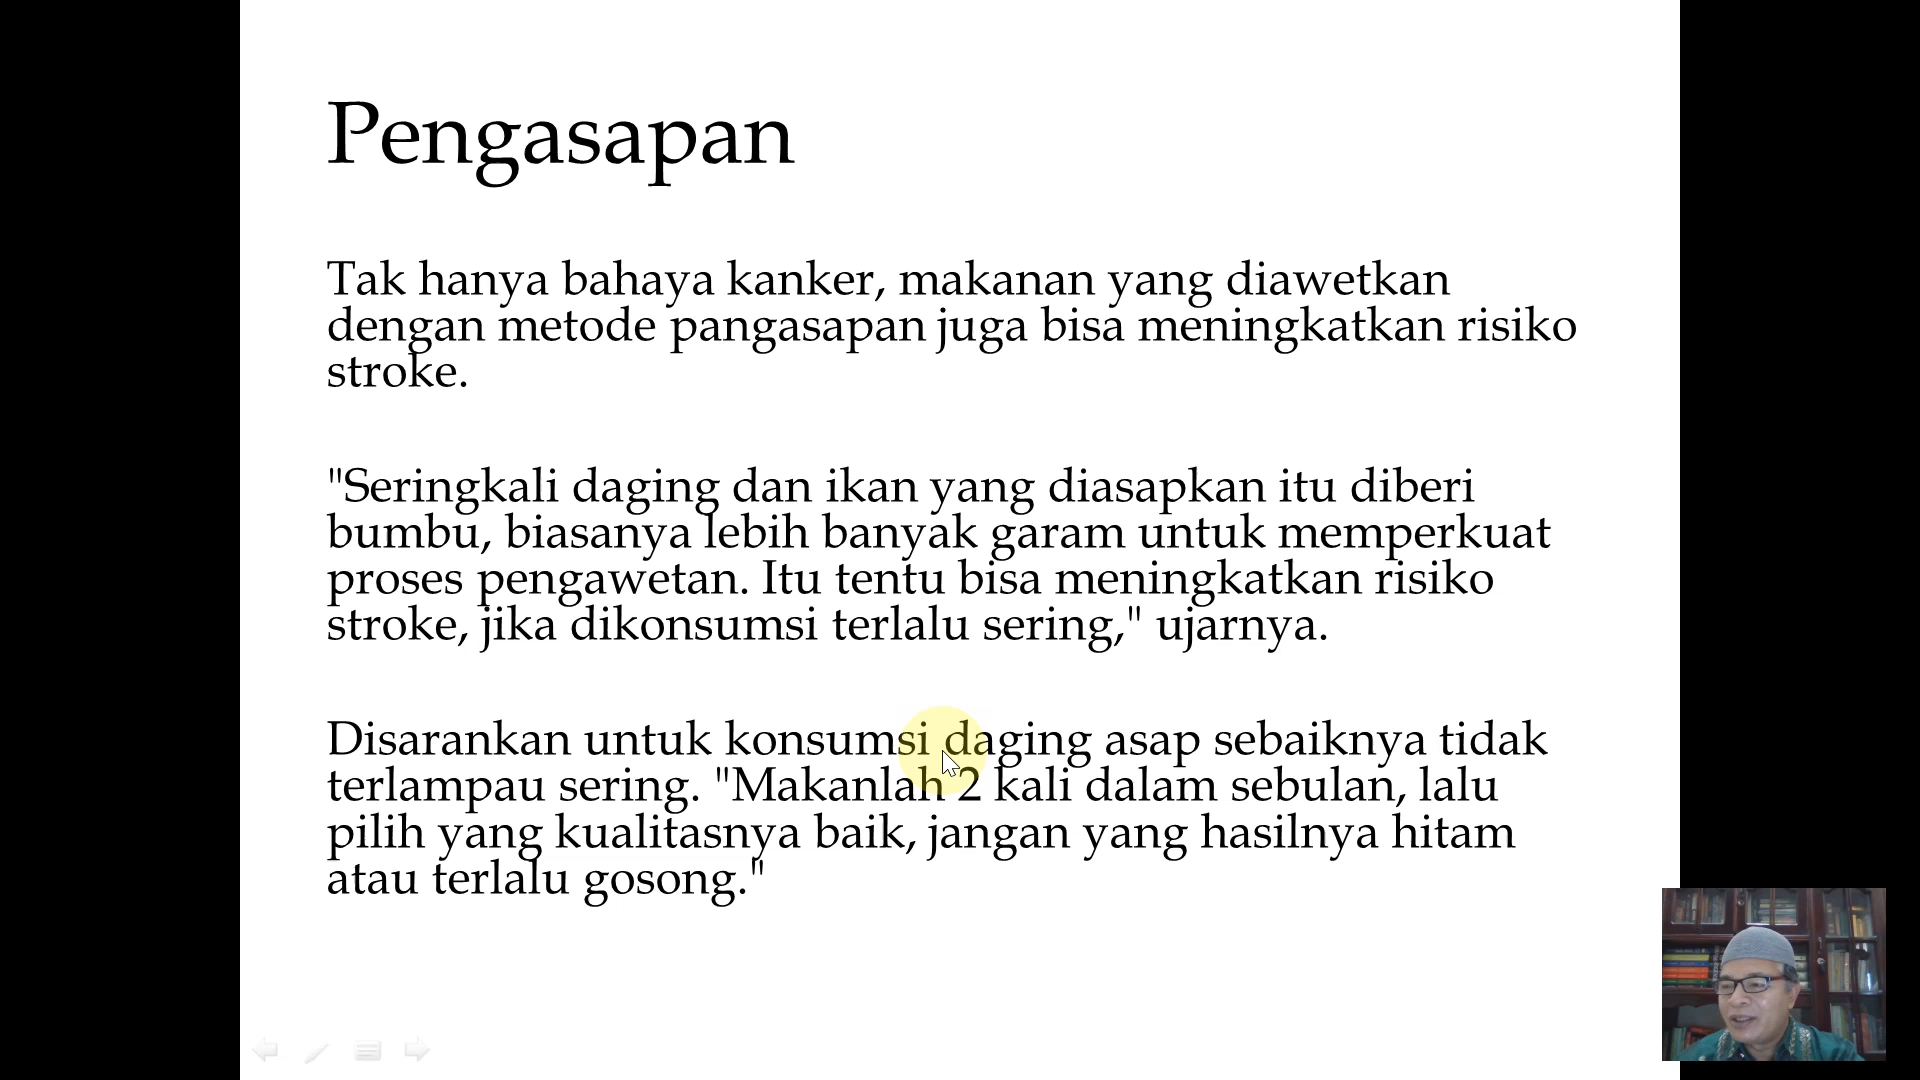 Pengasapan
Tak hanya bahaya kanker, makanan yang diawetkan
dengan metode pangasapan juga bisa meningkatkan risiko
stroke.
"Seringkali daging dan ikan yang diasapkan itu diberi
bumbu, biasanya lebih banyak garam untuk memperkuat
proses pengawetan. Itu tentu bisa meningkatkan risiko
stroke, jika dikonsumsi terlalu sering," ujarnya.
Disarankan untuk konsumsi daging asap sebaiknya tidak
terlampau sering. "Makanlah 2 kali dalam sebulan, lalu
pilih yang kualitasnya baik, jangan yang hasilnya hitam
atau terlalu gosong."